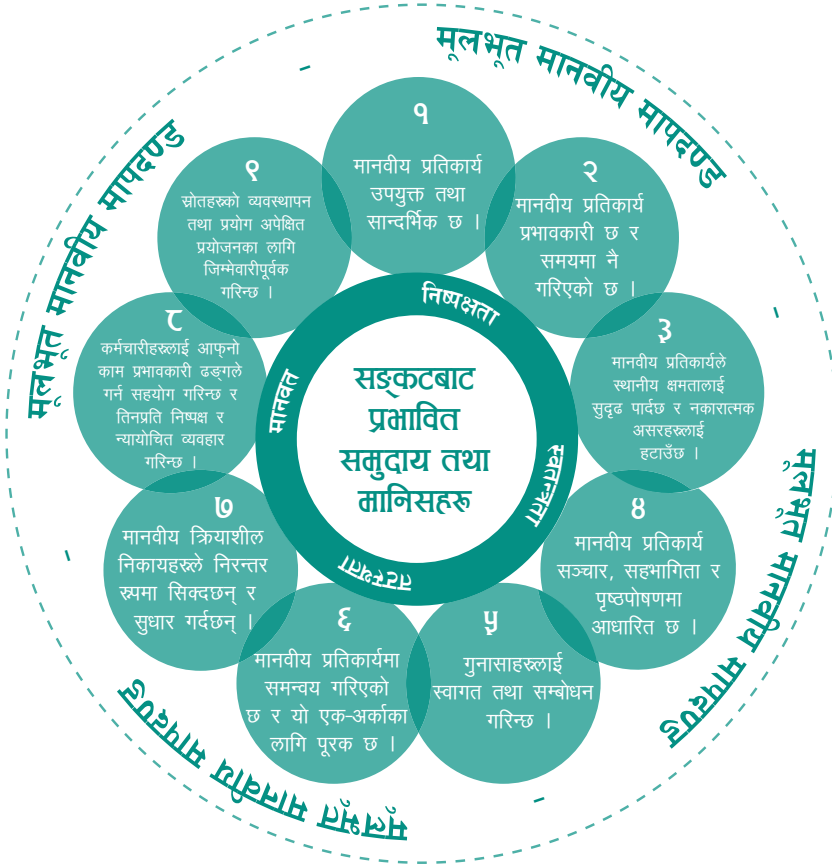 मूलभूत मानवीय मापदण्ड
मूलभूत मानवीय मापदण्ड
मूलभूत मानवीय मापदण्ड
मूलभूत मानवीय मापदण्ड
१
मानवीय प्रतिकार्य
उपयुक्त तथा
सान्दर्भिक छ ।
२
मानवीय प्रतिकार्य
प्रभावकारी छ र
समयमा नै
गरिएको छ ।
३
मानवीय प्रतिकार्यले
स्थानीय क्षमतालाई
सुदृढ पार्दछ र नकारात्मक
असरहरुलाई
हटाउँछ ।
४
मानवीय प्रतिकार्य
सञ्चार, सहभागिता र
पृष्ठपोषणमा
आधारित छ ।
५
गुनासाहरुलाई
स्वागत तथा सम्बोधन
गरिन्छ ।
६
मानवीय प्रतिकार्यमा
समन्वय गरिएको
छ र यो एक-अर्काका
लागि पूरक छ ।
७
मानवीय क्रियाशील
निकायहरुले निरन्तर
रुपमा सिक्दछन् र
सुधार गर्दछन् ।
८
कर्मचारीहरुलाई आफ्नो
काम प्रभावकारी ढङ्गले
गर्न सहयोग गरिन्छ र
तिनप्रति निष्पक्ष र
न्यायोचित व्यवहार
गरिन्छ ।
९
स्रोतहरुको व्यवस्थापन
तथा प्रयोग अपेक्षित
प्रयोजनका लागि
जिम्मेवारीपूर्वक
गरिन्छ ।
निष्पक्षता
स्वतन्त्रता
तटस्थता
मानवत
सङ्कटबाट
प्रभावित
समुदाय तथा
मानिसहरू